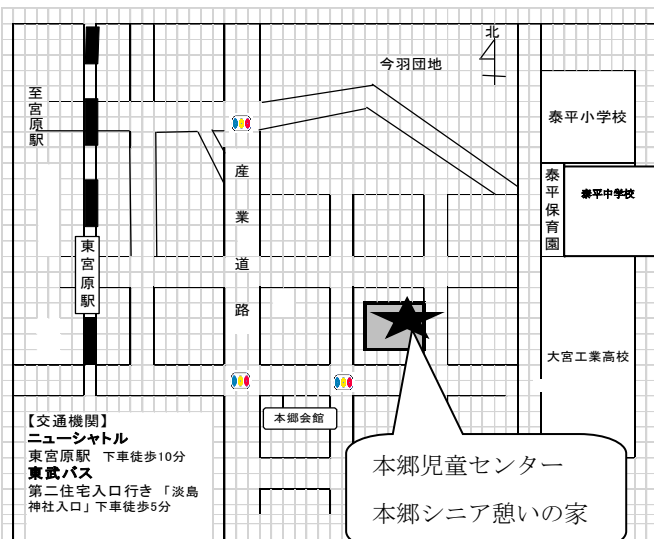 北
今羽団地
至宮原駅
泰平小学校
産業道路
泰平保育園
泰平中学校
東宮原駅
大宮工業高校
本郷会館
【交通機関】
ニューシャトル
東宮原駅 下車徒歩10分
東武バス
第二住宅入口行き 「淡島
神社入口」下車徒歩5分
本郷児童センター
本郷シニア憩いの家